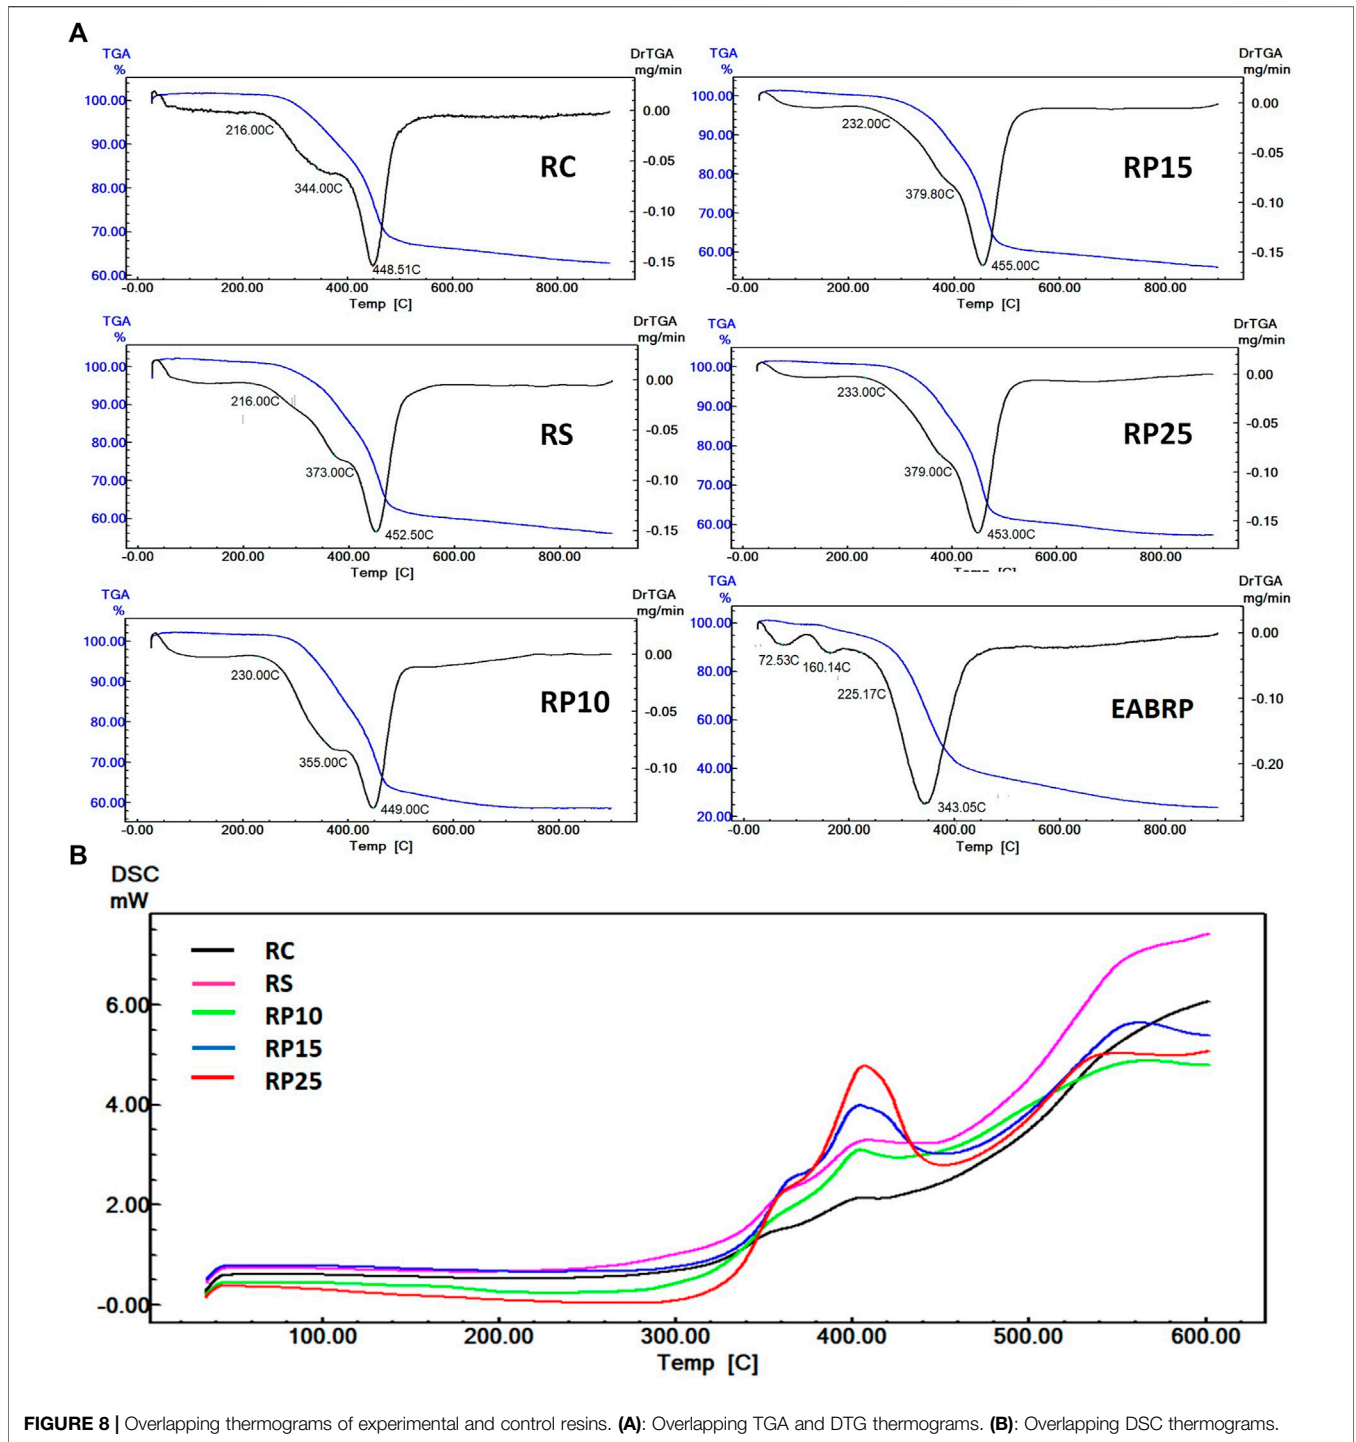 A
TGA
%
DrTGA
mg/min
100.00
90.00
80.00
70.00
60.00
0.00
-0.05
-0.10
-0.15
216.00C
344.00C
448.51C
RC
-0.00 200.00 400.00 600.00 800.00
Temp [C]
TGA
%
DrTGA
mg/min
100.00
90.00
80.00
70.00
60.00
0.00
-0.05
-0.10
-0.15
232.00C
379.80C
455.00C
RP15
-0.00 200.00 400.00 600.00 800.00
Temp [C]
TGA
%
DrTGA
mg/min
100.00
90.00
80.00
70.00
60.00
0.00
-0.05
-0.10
-0.15
216.00C
373.00C
452.50C
RS
-0.00 200.00 400.00 600.00 800.00
Temp [C]
TGA
%
DrTGA
mg/min
100.00
90.00
80.00
70.00
60.00
0.00
-0.05
-0.10
-0.15
233.00C
379.00C
453.00C
RP25
-0.00 200.00 400.00 600.00 800.00
Temp [C]
TGA
%
DrTGA
mg/min
100.00
90.00
80.00
70.00
60.00
0.00
-0.05
-0.10
230.00C
355.00C
449.00C
RP10
-0.00 200.00 400.00 600.00 800.00
Temp [C]
TGA
%
DrTGA
mg/min
100.00
80.00
60.00
40.00
20.00
0.00
-0.10
-0.20
72.53C 160.14C
225.17C
343.05C
EABRP
-0.00 200.00 400.00 600.00 800.00
Temp [C]
B
DSC
mW
6.00
4.00
2.00
-0.00
RC
RS
RP10
RP15
RP25
100.00 200.00 300.00 400.00 500.00 600.00
Temp [C]
FIGURE 8 | Overlapping thermograms of experimental and control resins. (A): Overlapping TGA and DTG thermograms. (B): Overlapping DSC thermograms.